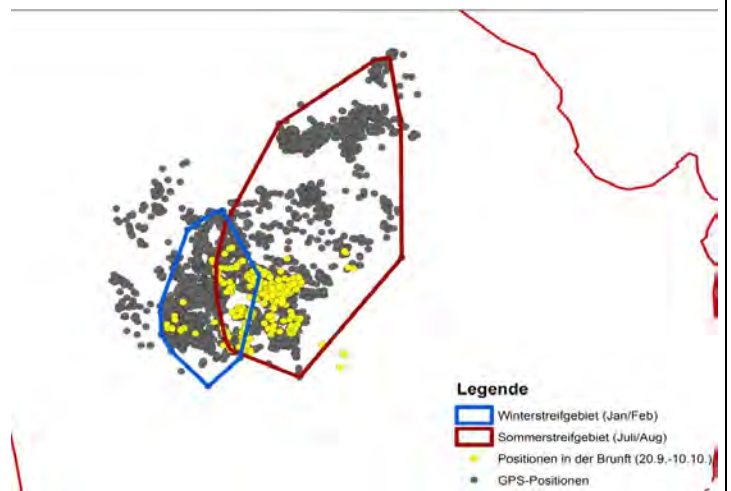 Legende
Winterstreifgebiet (Jan/Feb)
Sommerstreifgebiet (Juli/Aug)
Positionen in der Brunft (20.9.-10.10.)
GPS-Positionen